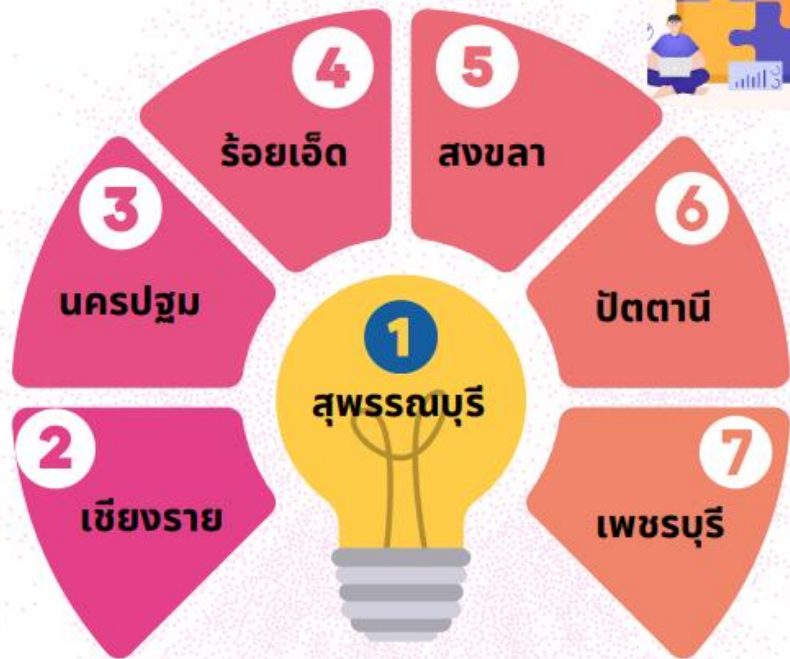 1
สุพรรณบุรี
2
เชียงราย
3
นครปฐม
4
ร้อยเอ็ด
5
สงขลา
6
ปัตตานี
7
เพชรบุรี